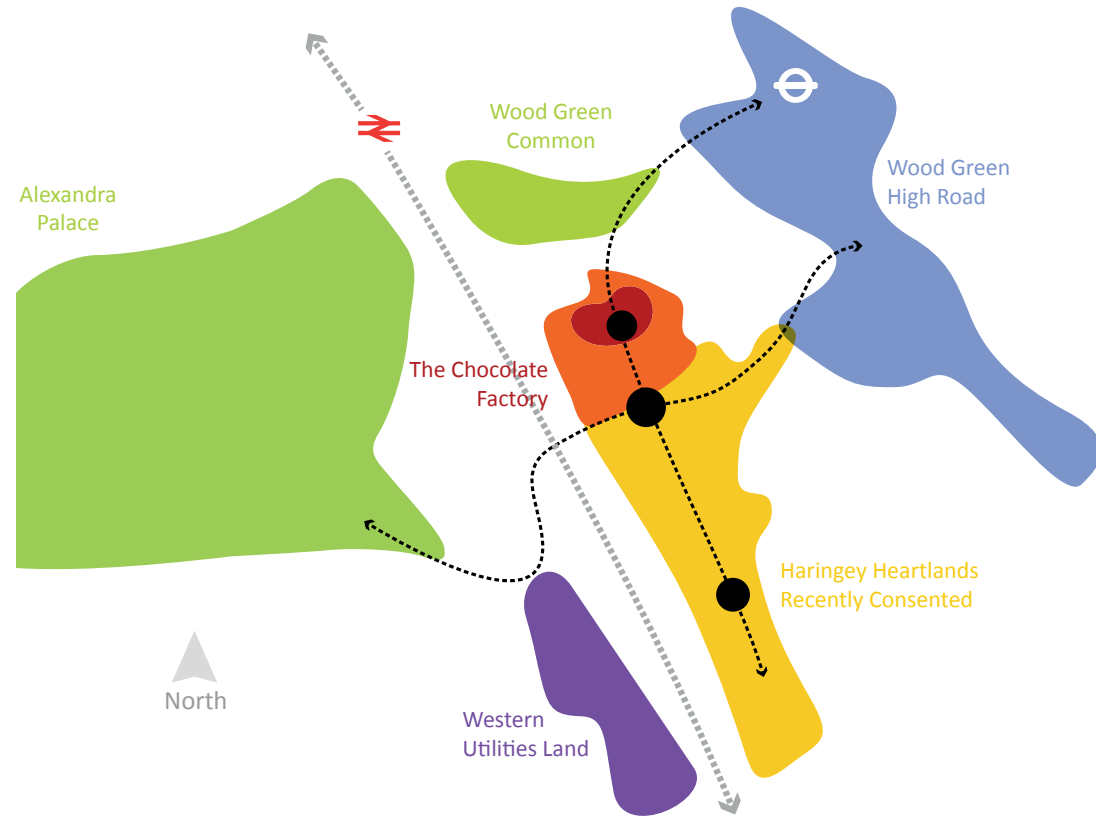 Wood Green
Common
Wood Green
High Road
Alexandra
Palace
The Chocolate
Factory
Haringey Heartlands
Recently Consented
North
Western
Utilities Land